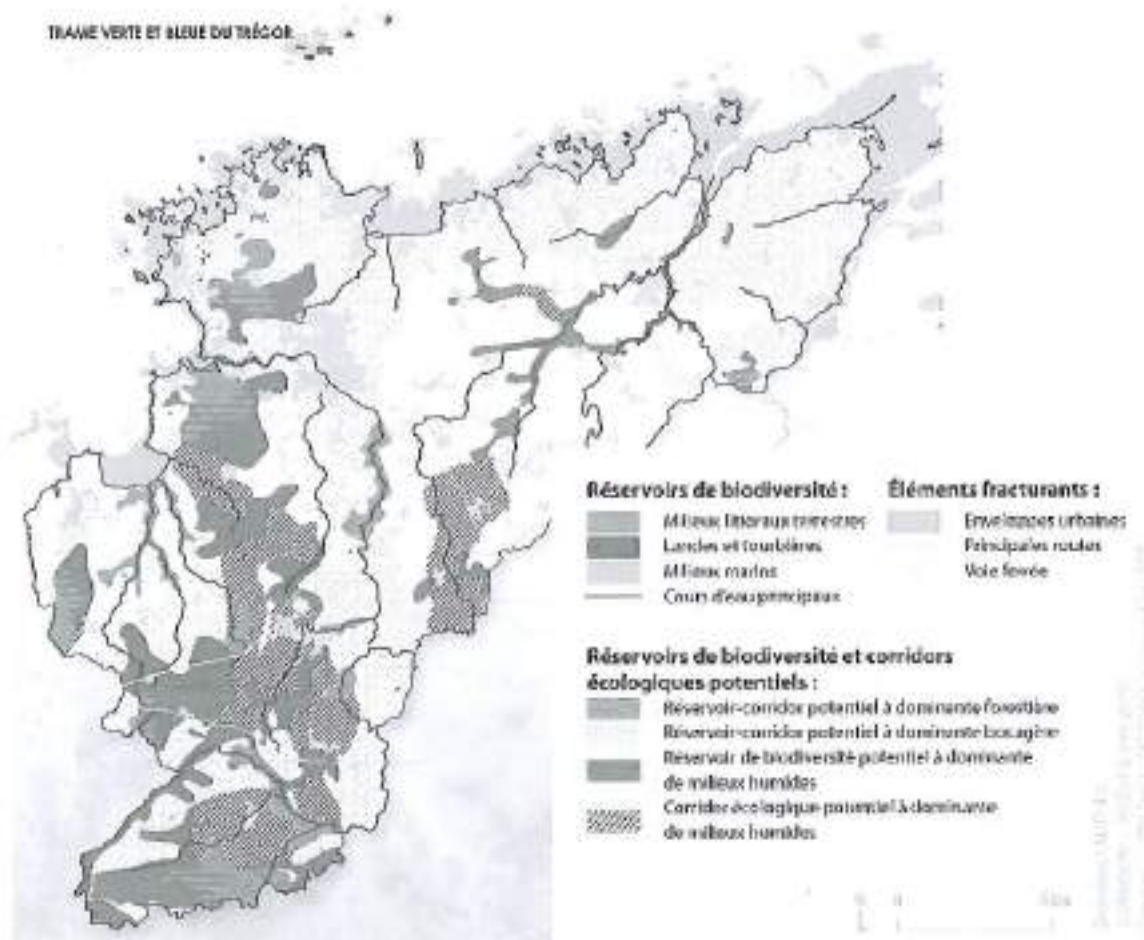 TRAME VERTE ET BLEUE DU TRÉGOR
Réservoirs de biodiversité :
Milieux littoraux terrestres
Landes et tourbières
Milieux marins
Cours d'eau principaux
Éléments fracturants :
Enveloppes urbaines
Principales routes
Voie ferrée
Réservoirs de biodiversité et corridors
écologiques potentiels :
Réservoir-corridor potentiel à dominante forestière
Réservoir-corridor potentiel à dominante bocagère
Réservoir de biodiversité potentiel à dominante
de milieux humides
Corridor écologique potentiel à dominante
de milieux humides
0